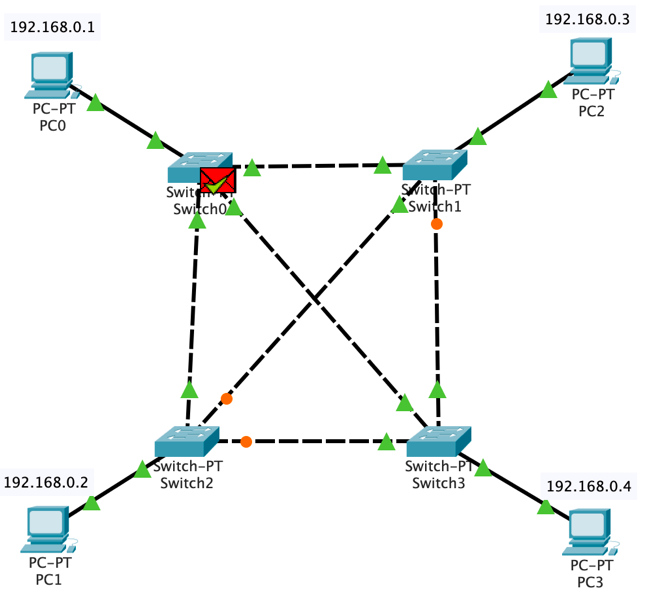 192.168.0.1
PC-PT
PC0
192.168.0.3
PC-PT
PC2
Switch0
Switch-PT
Switch1
192.168.0.2
PC-PT
PC1
Switch-PT
Switch2
Switch-PT
Switch3
192.168.0.4
PC-PT
PC3